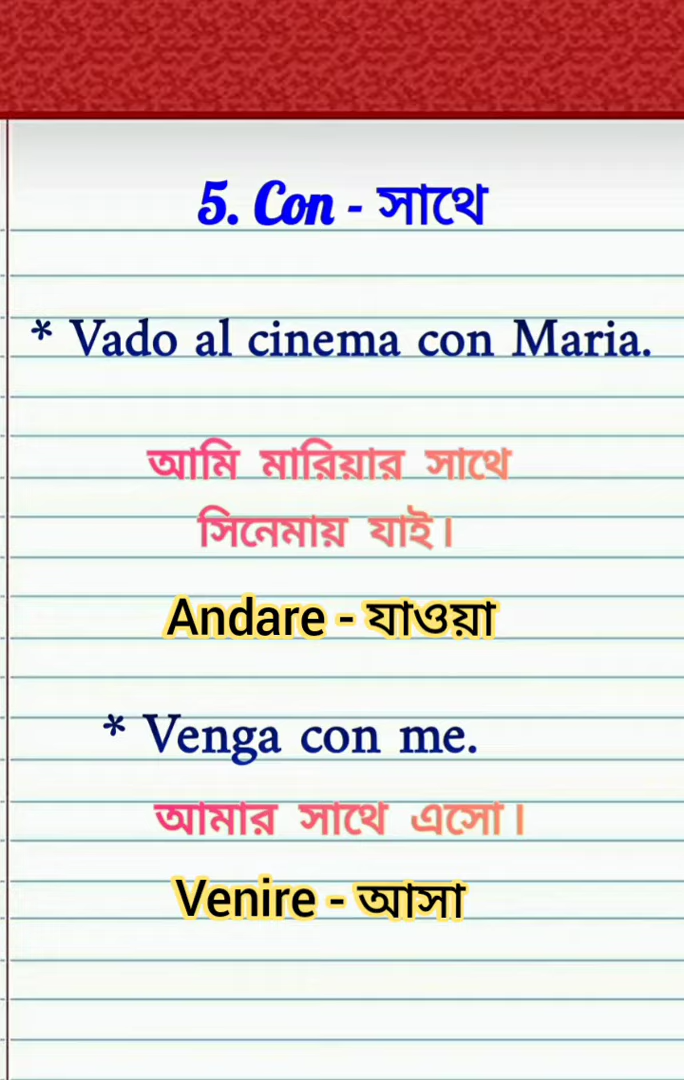 5. Con - সাথে
* Vado al cinema con Maria.
আমি মারিয়ার সাথে
সিনেমায় যাই।
Andare - যাওয়া
* Venga con me.
আমার সাথে এসো।
Venire - আসা